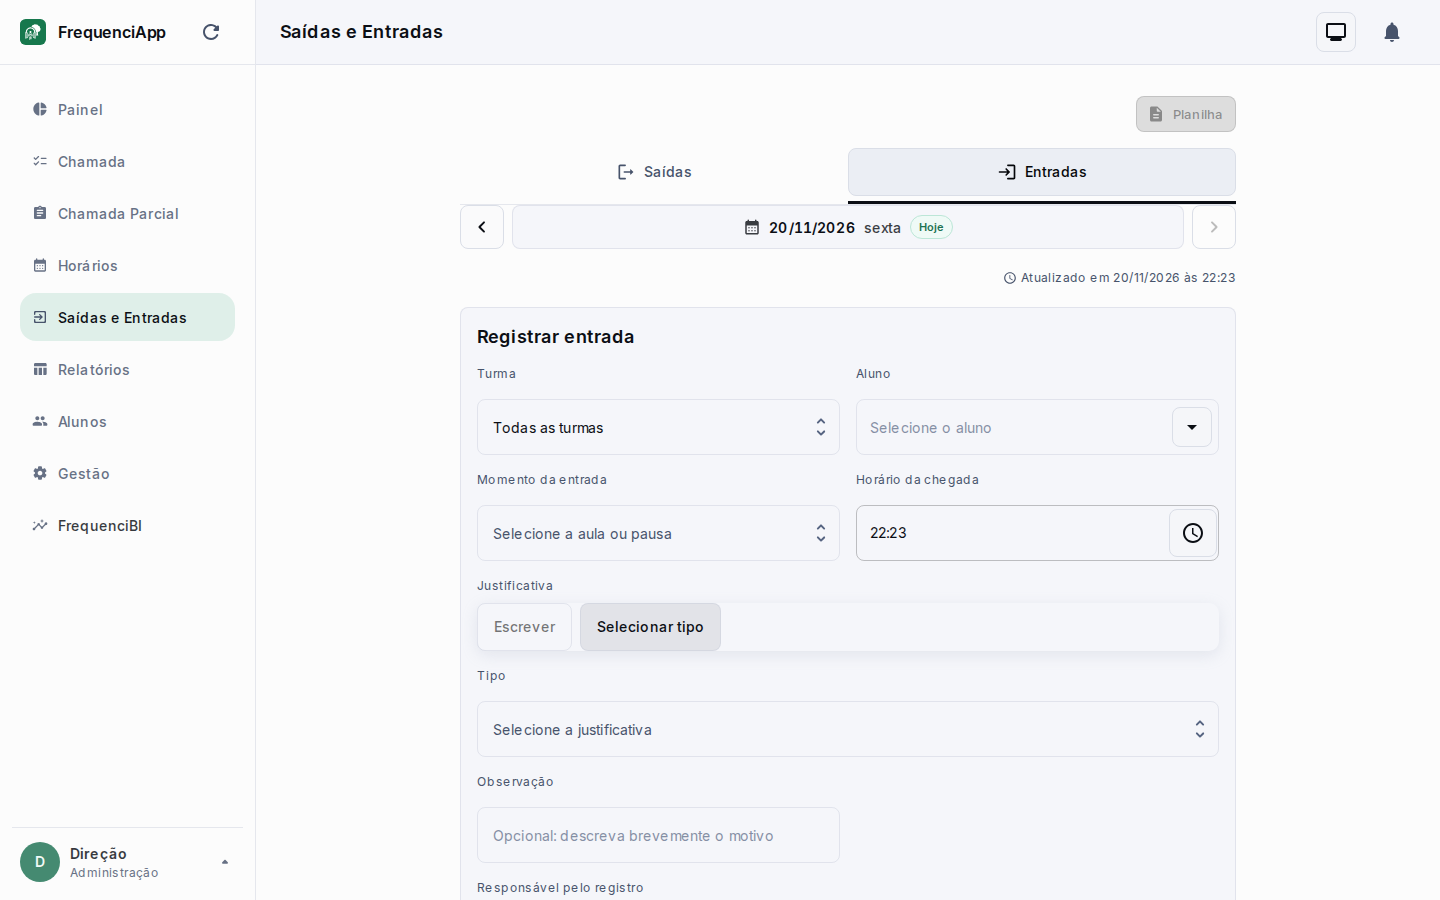 FrequenciApp
Saídas e Entradas
Painel
Chamada
Chamada Parcial
Horários
Saídas e Entradas
Relatórios
Alunos
Gestão
FrequenciBI
D
Direção
Administração
Planilha
Saídas
Entradas
20/11/2026 sexta Hoje
Atualizado em 20/11/2026 às 22:23
Registrar entrada
Turma
Aluno
Todas as turmas
Selecione o aluno
Momento da entrada
Horário da chegada
Selecione a aula ou pausa
22:23
Justificativa
Escrever
Selecionar tipo
Tipo
Selecione a justificativa
Observação
Opcional: descreva brevemente o motivo
Responsável pelo registro